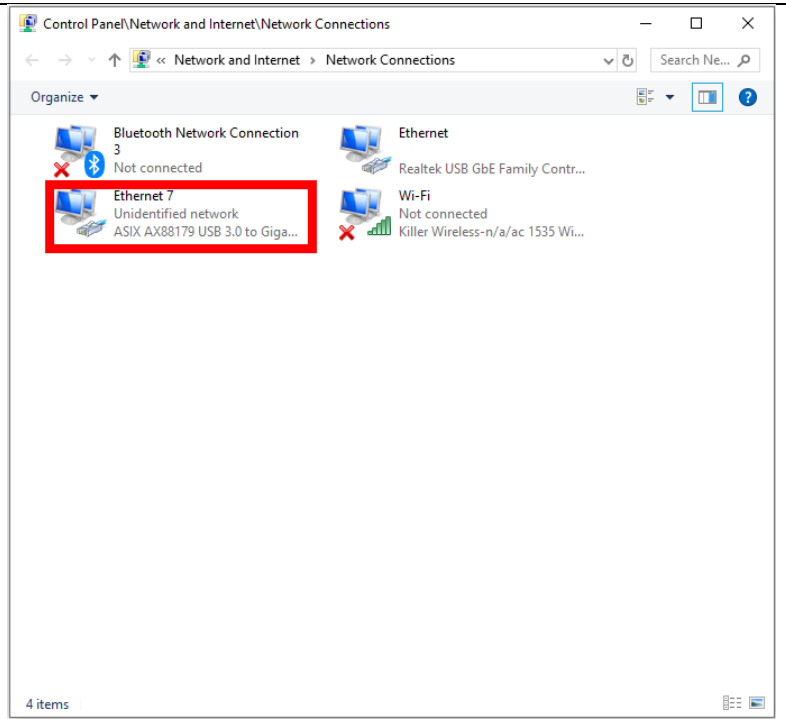 Control Panel\Network and Internet\Network Connections
« Network and Internet › Network Connections
Search Ne...
Organize
Bluetooth Network Connection
3
Not connected
Ethernet
Realtek USB GbE Family Contr...
Ethernet 7
Unidentified network
ASIX AX88179 USB 3.0 to Giga...
Wi-Fi
Not connected
Killer Wireless-n/a/ac 1535 Wi...
4 items